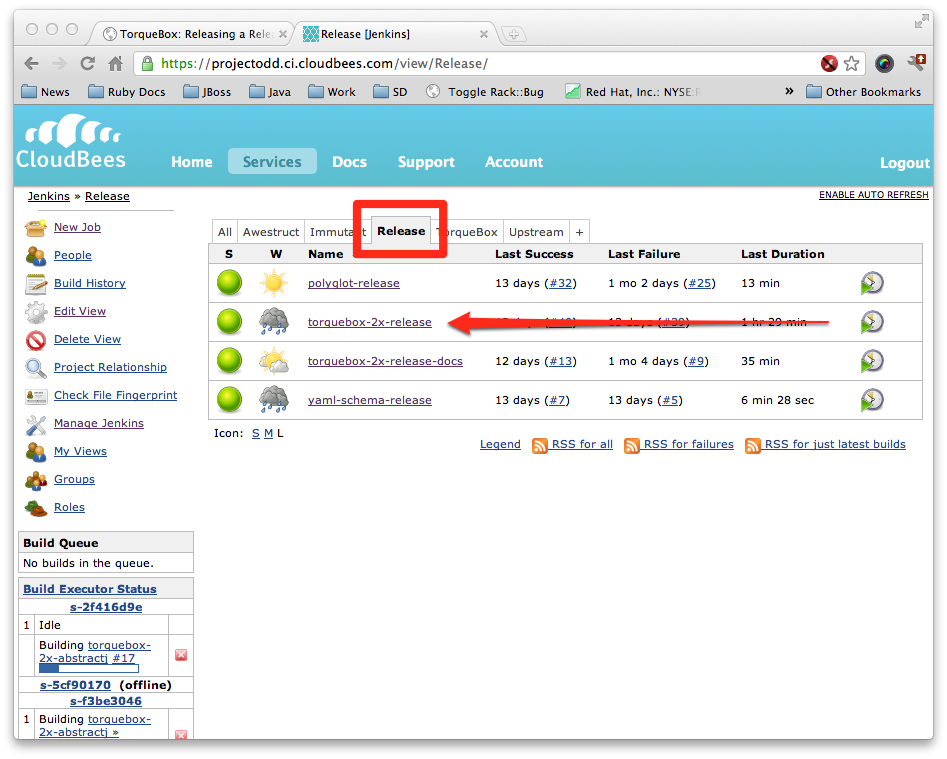 TorqueBox: Releasing a Rele
Release [Jenkins]
https://projectodd.ci.cloudbees.com/view/Release/
News Ruby Docs JBoss Java Work SD Toggle Rack::Bug Red Hat, Inc.: NYSE: » Other Bookmarks
CloudBees
Home Services Docs Support Account Logout
Jenkins » Release ENABLE AUTO REFRESH
New Job
People
Build History
Edit View
Delete View
Project Relationship
Check File Fingerprint
Manage Jenkins
My Views
Groups
Roles
All Awestruct Immutant Release TorqueBox Upstream +
S W Name Last Success Last Failure Last Duration
polyglot-release 13 days (#32) 1 mo 2 days (#25) 13 min
torquebox-2x-release 12 days (#39) 1 hr 29 min
torquebox-2x-release-docs 12 days (#13) 1 mo 4 days (#9) 35 min
yaml-schema-release 13 days (#7) 13 days (#5) 6 min 28 sec
Icon: S M L
Legend RSS for all RSS for failures RSS for just latest builds
Build Queue
No builds in the queue.
Build Executor Status
s-2f416d9e
1 Idle
Building torquebox-
2x-abstractj #17
s-5cf90170 (offline)
s-f3be3046
1 Building torquebox-
2x-abstractj »